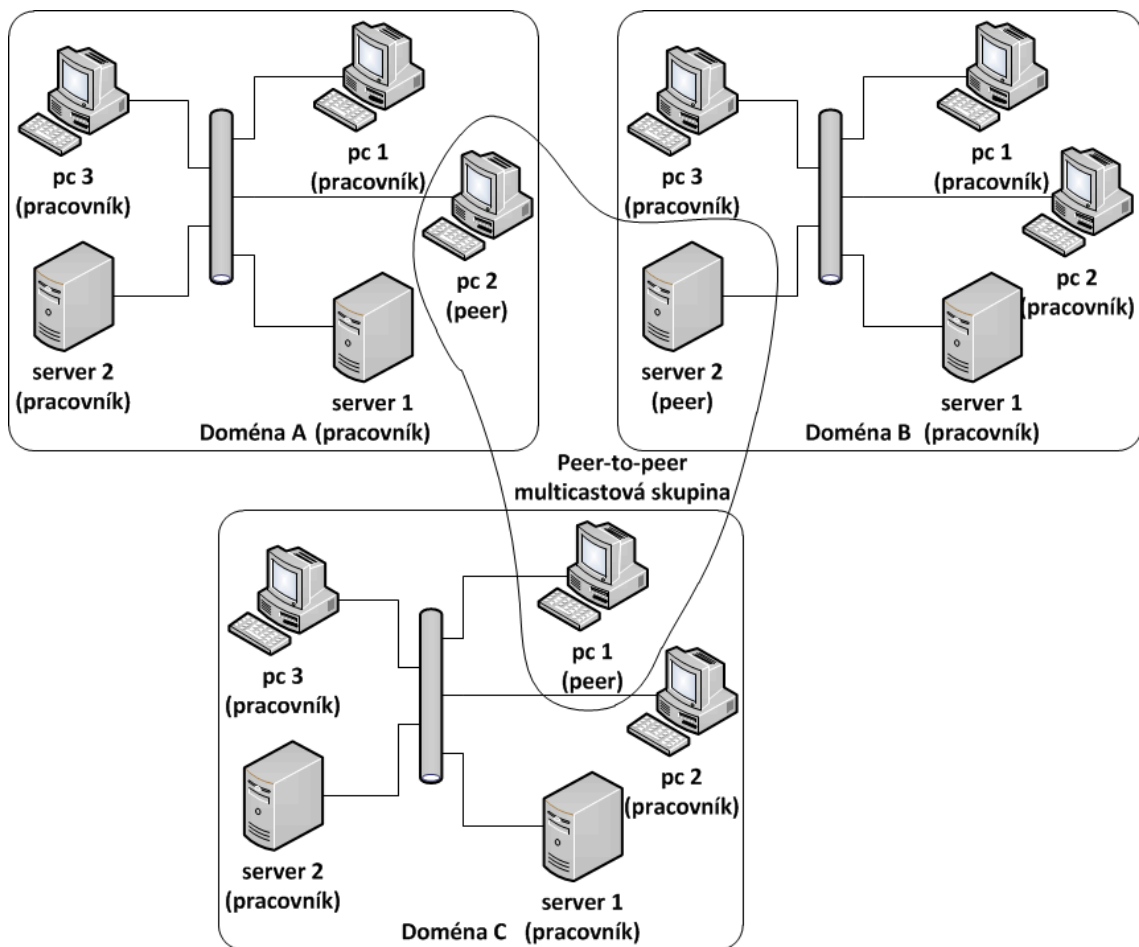 pc 1
(pracovník)
pc 3
(pracovník)
pc 2
(peer)
server 2
(pracovník)
server 1
(pracovník)
Doména A
pc 1
(pracovník)
pc 3
(pracovník)
pc 2
(pracovník)
server 2
(peer)
server 1
(pracovník)
Doména B
Peer-to-peer
multicastová skupina
pc 1
(peer)
pc 3
(pracovník)
pc 2
(pracovník)
server 2
(pracovník)
server 1
(pracovník)
Doména C